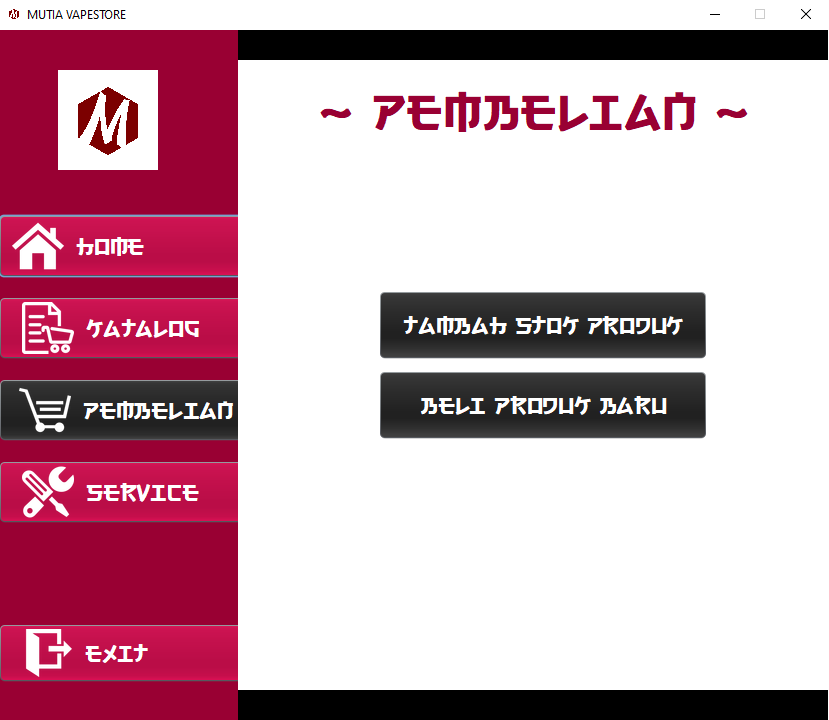 MUTIA VAPESTORE
M
~ PEMBELIAN ~
HOME
KATALOG
PEMBELIAN
SERVICE
EXIT
TAMBAH STOK PRODUK
BELI PRODUK BARU